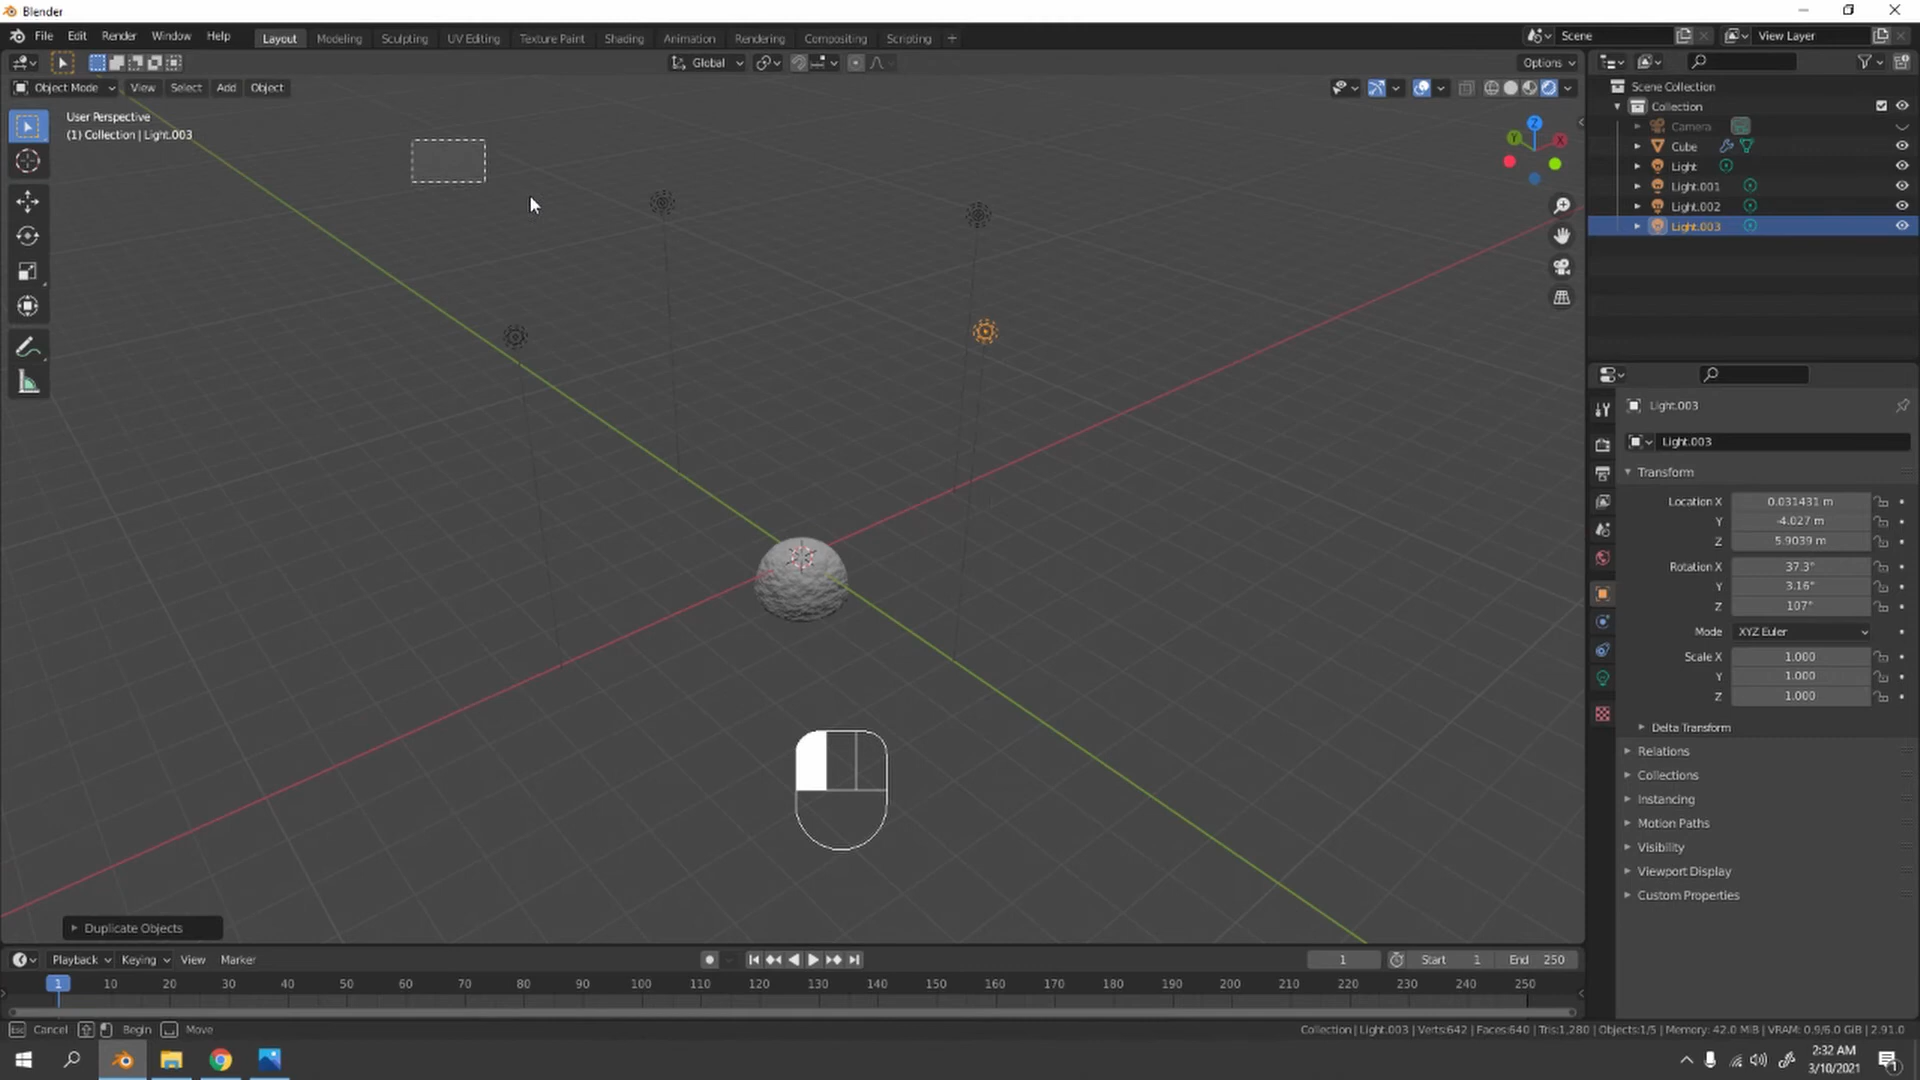 Blender
File Edit Render Window Help Layout Modeling Sculpting UV Editing Texture Paint Shading Animation Rendering Compositing Scripting + Scene View Layer
Global Options
Object Mode View Select Add Object
User Perspective
(1) Collection | Light.003
Z
Y
X
Scene Collection
Collection
Camera
Cube
Light
Light.001
Light.002
Light.003
Light.003
Light.003
Transform
Location X 0.031431 m
Y -4.027 m
Z 5.9039 m
Rotation X 37.3°
Y 3.16°
Z 107°
Mode XYZ Euler
Scale X 1.000
Y 1.000
Z 1.000
Delta Transform
Relations
Collections
Instancing
Motion Paths
Visibility
Viewport Display
Custom Properties
Duplicate Objects
Playback Keying View Marker 1 Start 1 End 250
1 10 20 30 40 50 60 70 80 90 100 110 120 130 140 150 160 170 180 190 200 210 220 230 240 250
Esc Cancel Begin Move Collection | Light.003 | Verts:642 | Faces:640 | Tris:1,280 | Objects:1/5 | Memory: 42.0 MiB | VRAM: 0.9/6.0 GiB | 2.91.0
2:32 AM
3/10/2021
1